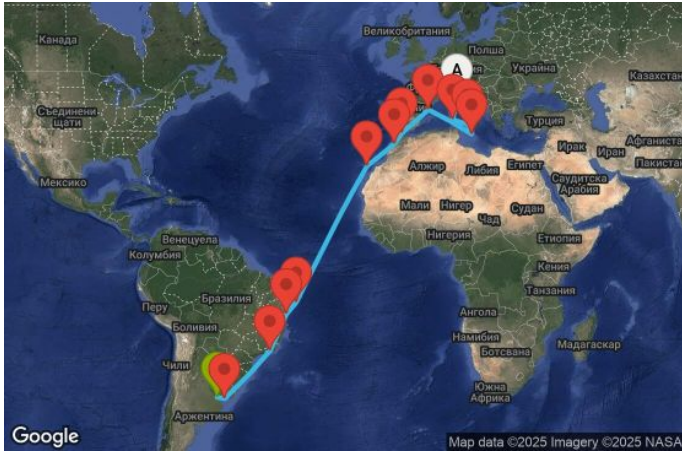 Великобритания
Канада
Полша
A
Украйна
Казахстан
Съединени
щати
Турция
Ирак
Афганистан
Иран
Пакистан
Алжир
Либия
Египет
Саудитска
Арабия
Мексико
Мали
Нигер
Чад
Судан
Нигерия
Етиопия
Венецуела
Колумбия
Кения
Перу
Бразилия
Танзания
Боливия
Ангола
Намибия
Ботсвана
Мадагаскар
Чили
Южна
Африка
Аржентина
Google
Map data ©2025 Imagery ©2025 NASA